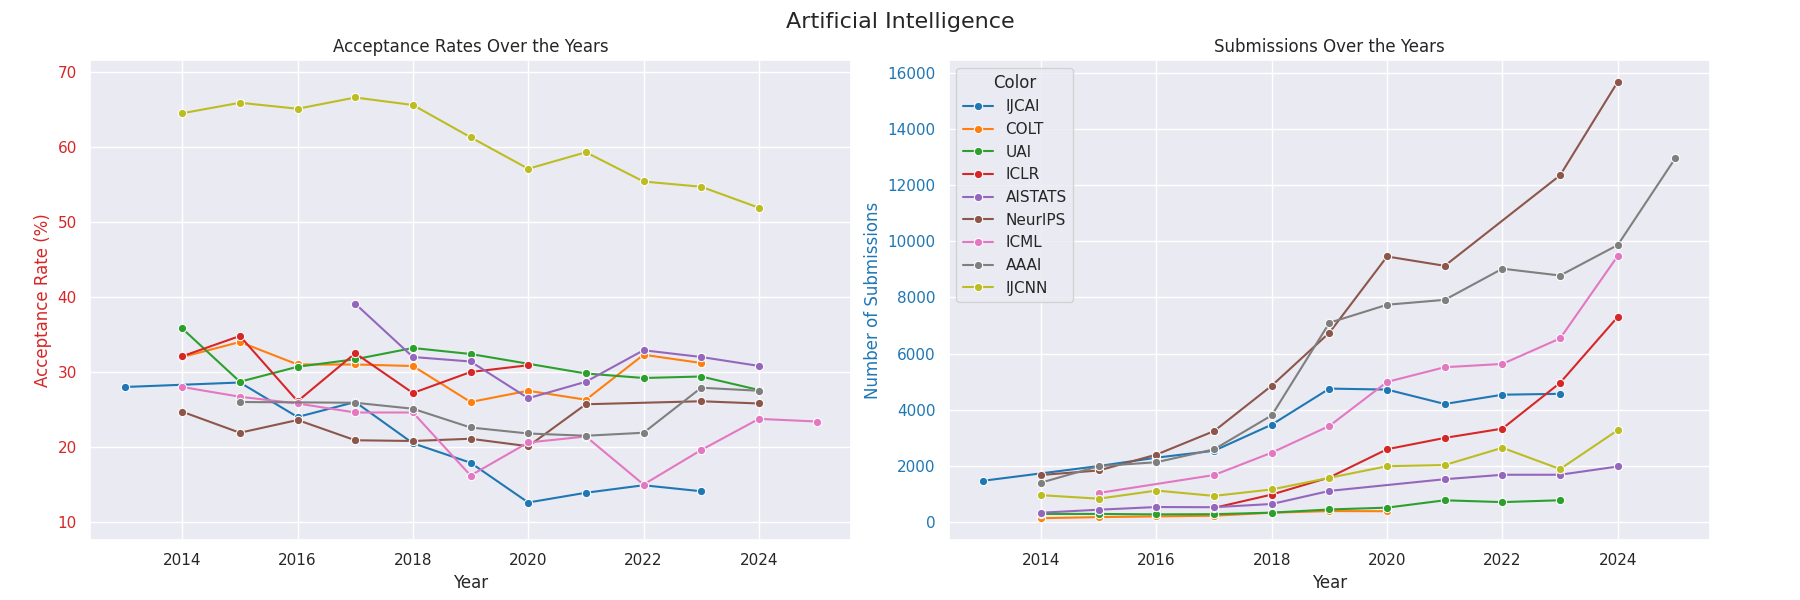 Artificial Intelligence
Acceptance Rates Over the Years
Acceptance Rate (%)
70
60
50
40
30
20
10
2014 2016 2018 2020 2022 2024
Year
Submissions Over the Years
Number of Submissions
16000
14000
12000
10000
8000
6000
4000
2000
0
Color
IJCAI
COLT
UAI
ICLR
AISTATS
NeurIPS
ICML
AAAI
IJCNN
2014 2016 2018 2020 2022 2024
Year